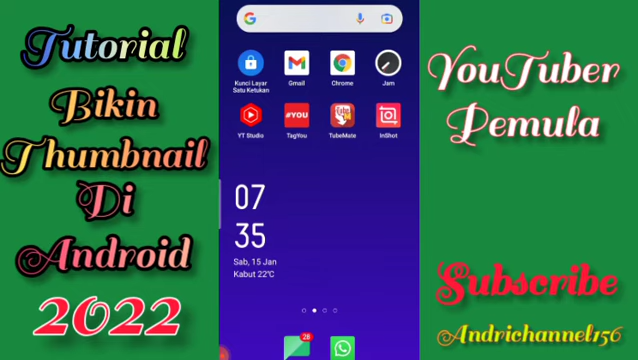 Tutorial
Bikin
Thumbnail
Di
Android
2022
Kunci Layar
Satu Ketukan
Gmail
Chrome
Jam
YT Studio
#YOU
TagYou
TubeMate
InShot
07
35
Sab, 15 Jan
Kabut 22°C
28
YouTuber
Pemula
Subscribe
Andrichannel156